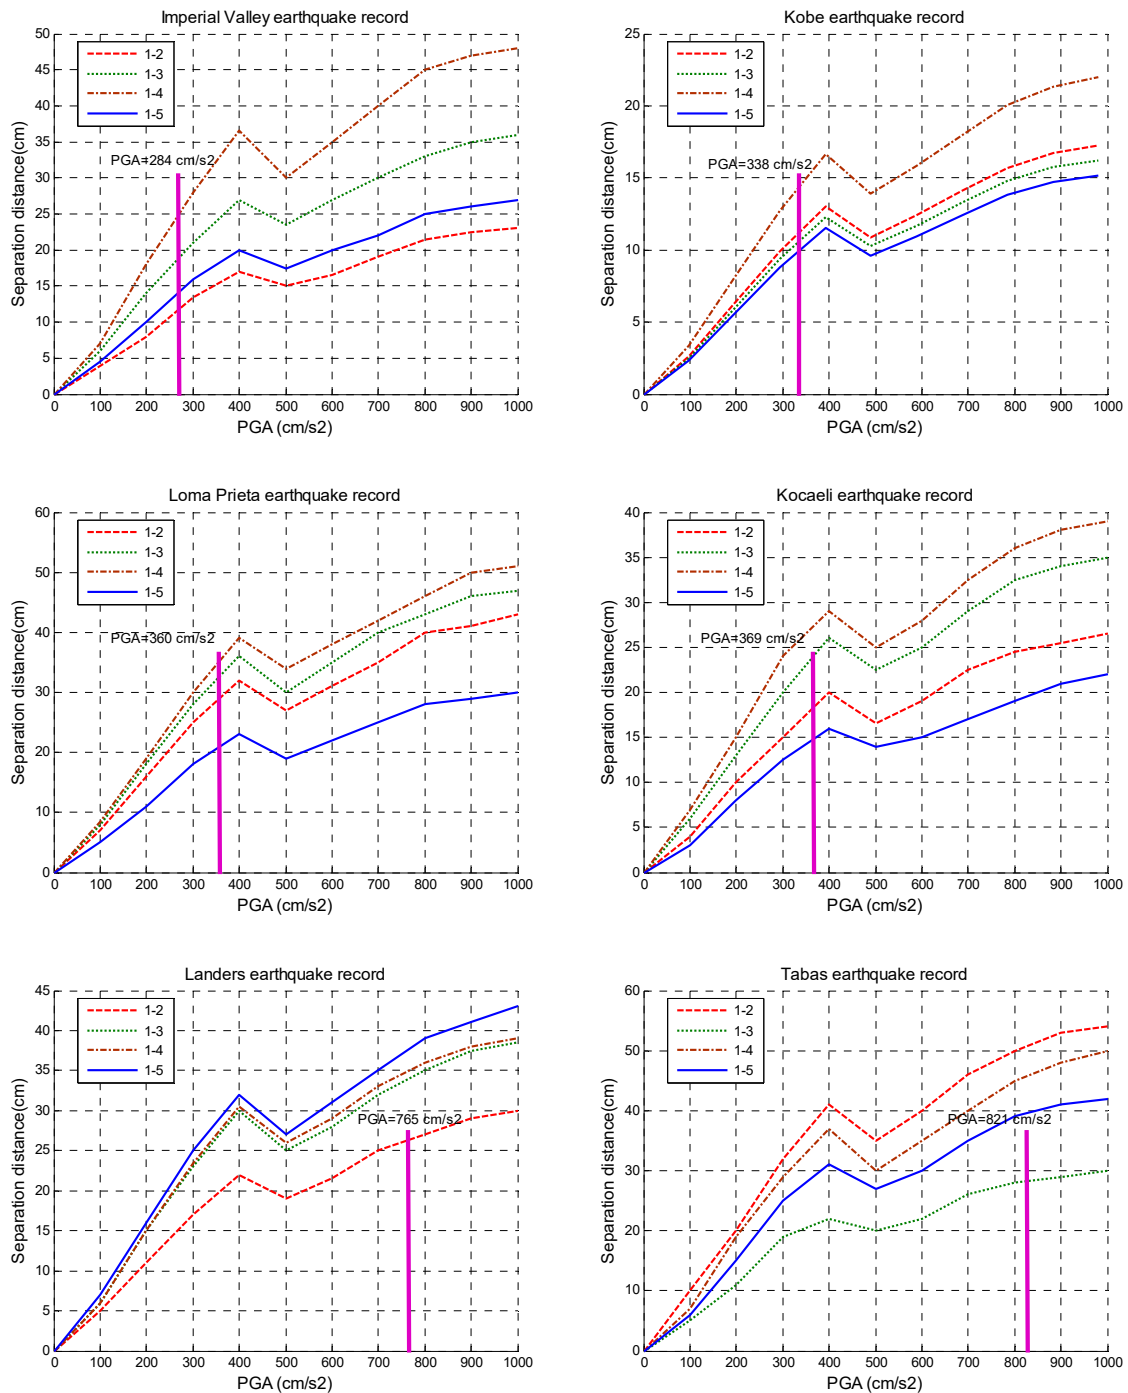 Imperial Valley earthquake record
50
45
40
35
30
25
20
15
10
5
0
Separation distance(cm)
1-2
1-3
1-4
1-5
PGA=284 cm/s2
0 100 200 300 400 500 600 700 800 900 1000
PGA (cm/s2)
Kobe earthquake record
25
20
15
10
5
0
Separation distance(cm)
1-2
1-3
1-4
1-5
PGA=338 cm/s2
0 100 200 300 400 500 600 700 800 900 1000
PGA (cm/s2)
Loma Prieta earthquake record
60
50
40
30
20
10
0
Separation distance(cm)
1-2
1-3
1-4
1-5
PGA=360 cm/s2
0 100 200 300 400 500 600 700 800 900 1000
PGA (cm/s2)
Kocaeli earthquake record
40
35
30
25
20
15
10
5
0
Separation distance(cm)
1-2
1-3
1-4
1-5
PGA=369 cm/s2
0 100 200 300 400 500 600 700 800 900 1000
PGA (cm/s2)
Landers earthquake record
45
40
35
30
25
20
15
10
5
0
Separation distance(cm)
1-2
1-3
1-4
1-5
PGA=765 cm/s2
0 100 200 300 400 500 600 700 800 900 1000
PGA (cm/s2)
Tabas earthquake record
60
50
40
30
20
10
0
Separation distance(cm)
1-2
1-3
1-4
1-5
PGA=821 cm/s2
0 100 200 300 400 500 600 700 800 900 1000
PGA (cm/s2)